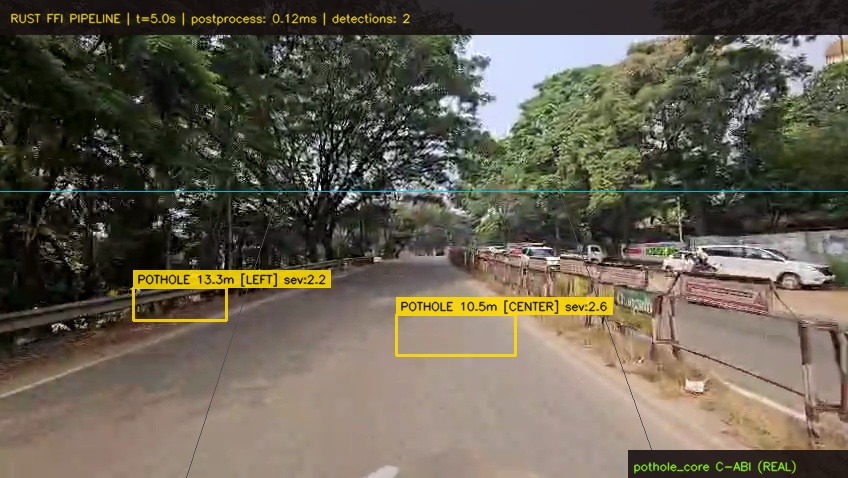 RUST FFI PIPELINE | t=5.0s | postprocess: 0.12ms | detections: 2
POTHOLE 13.3m [LEFT] sev:2.2
POTHOLE 10.5m [CENTER] sev:2.6
pothole_core C-ABI (REAL)